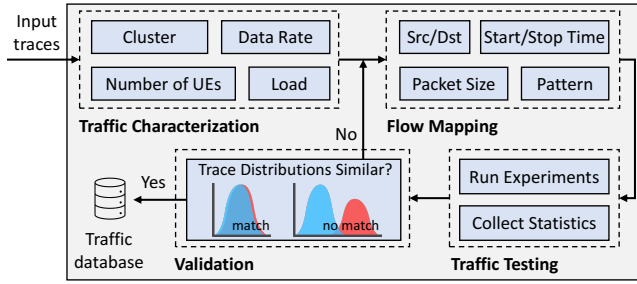 Input
traces
Cluster
Data Rate
Number of UEs
Load
Traffic Characterization
Src/Dst
Start/Stop Time
Packet Size
Pattern
Flow Mapping
No
Trace Distributions Similar?
match
no match
Validation
Yes
Traffic
database
Run Experiments
Collect Statistics
Traffic Testing